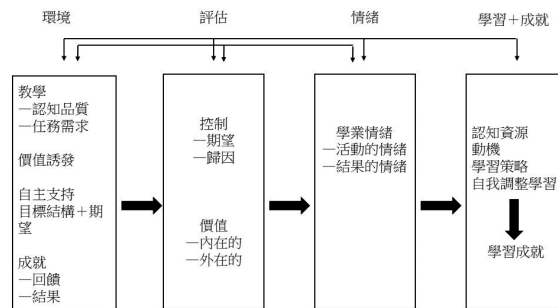 環境
評估
情緒
學習＋成就
教學
—認知品質
—任務需求
價值誘發
自主支持
目標結構＋期
望
成就
—回饋
—結果
控制
—期望
—歸因
價值
—內在的
—外在的
學業情緒
—活動的情緒
—結果的情緒
認知資源
動機
學習策略
自我調整學習
學習成就